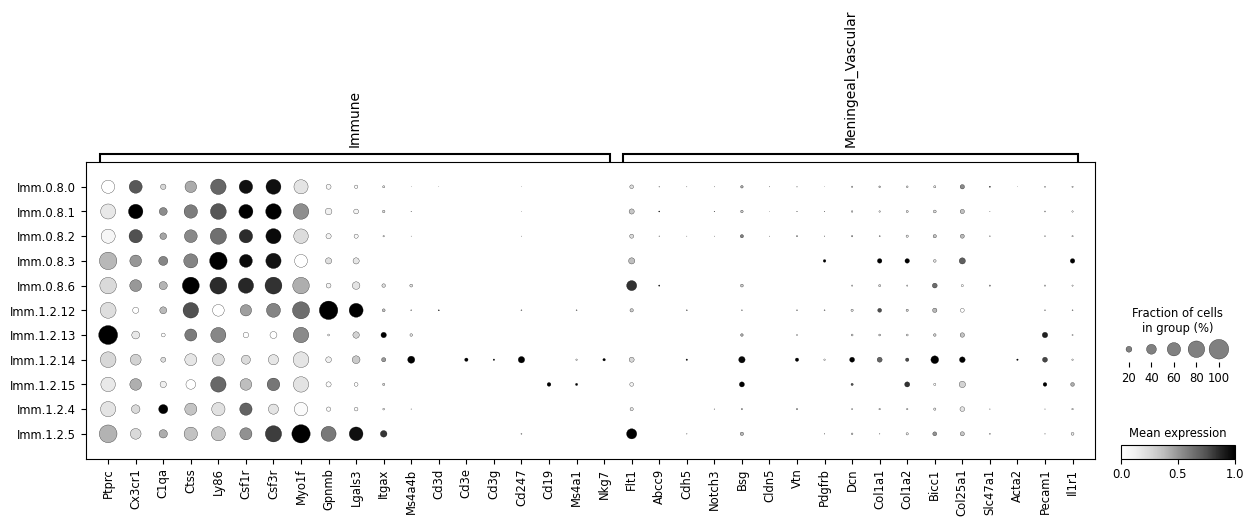 Immune
Meningeal_Vascular
Imm.0.8.0
Imm.0.8.1
Imm.0.8.2
Imm.0.8.3
Imm.0.8.6
Imm.1.2.12
Imm.1.2.13
Imm.1.2.14
Imm.1.2.15
Imm.1.2.4
Imm.1.2.5
Ptprc
Cx3cr1
C1qa
Ctss
Ly86
Csf1r
Csf3r
Myo1f
Gpnmb
Lgals3
Itgax
Ms4a4b
Cd3d
Cd3e
Cd3g
Cd247
Cd19
Ms4a1
Nkg7
Flt1
Abcc9
Cdh5
Notch3
Bsg
Cldn5
Vtn
Pdgfrb
Dcn
Col1a1
Col1a2
Bicc1
Col25a1
Slc47a1
Acta2
Pecam1
Il1r1
Fraction of cells
in group (%)
20 40 60 80 100
Mean expression
0.0 0.5 1.0